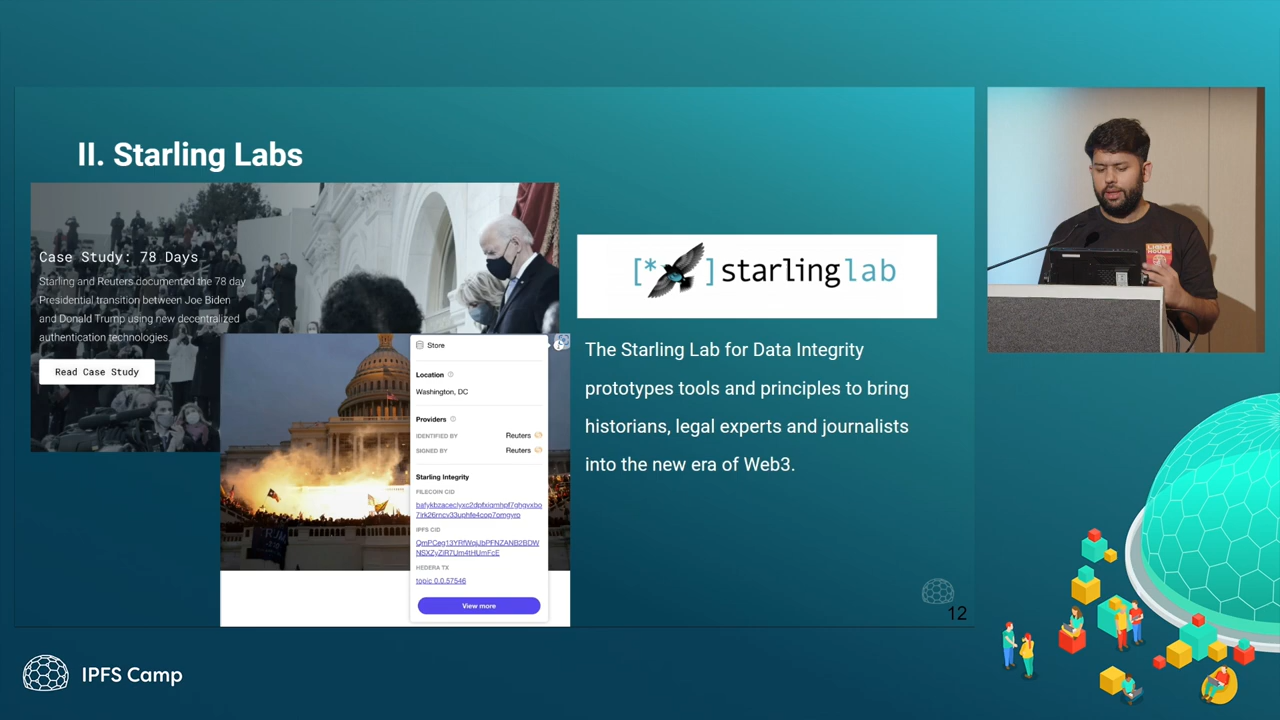 II. Starling Labs
Case Study: 78 Days
Starling and Reuters documented the 78 day
Presidential transition between Joe Biden
and Donald Trump using new decentralized
authentication technologies.
Read Case Study
Store
Location
Washington, DC
Providers
IDENTIFIED BY Reuters
SIGNED BY Reuters
Starling Integrity
FILECOIN CID
IPFS CID
HEDERA TX
topic 0.0.57546
View more
[* ] starlinglab
The Starling Lab for Data Integrity
prototypes tools and principles to bring
historians, legal experts and journalists
into the new era of Web3.
12
LIGHT
HOUSE
IPFS Camp